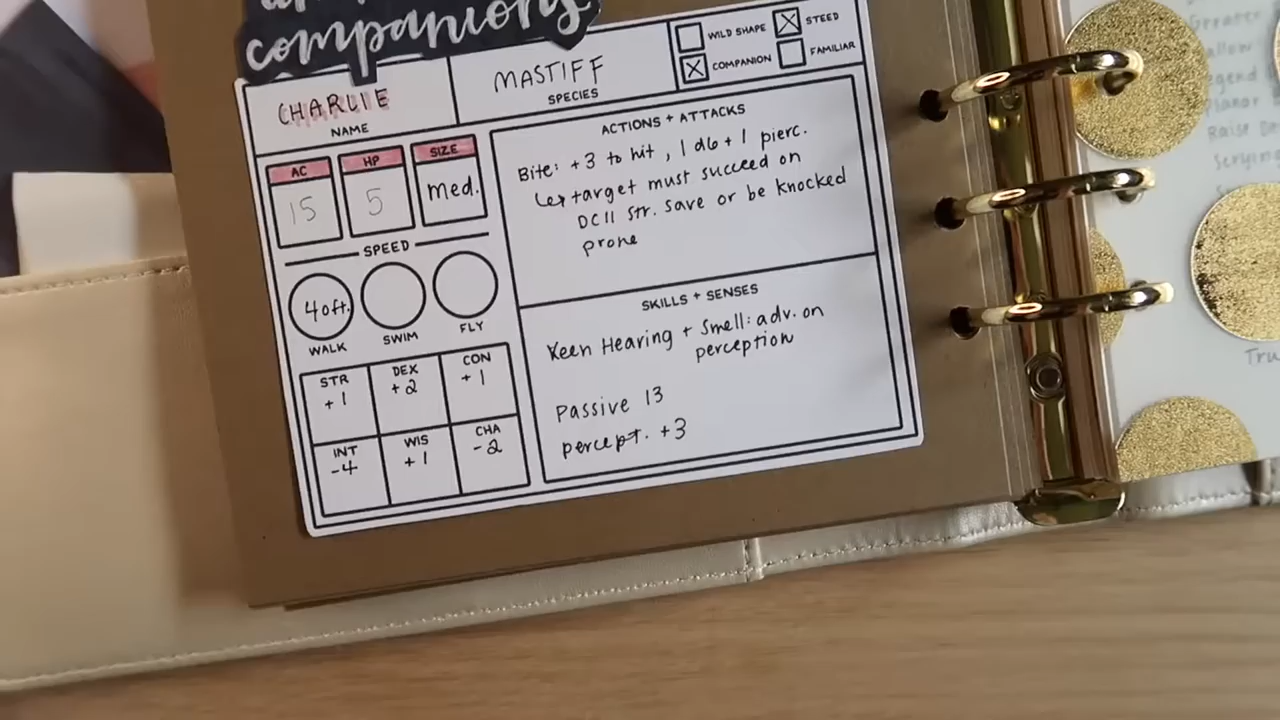 companions
CHARLIE
NAME
MASTIFF
SPECIES
WILD SHAPE
STEED
COMPANION
FAMILIAR
AC
HP
SIZE
15
5
med.
SPEED
40ft.
WALK
SWIM
FLY
STR
DEX
CON
+1
+2
+1
INT
WIS
CHA
-4
+1
-2
ACTIONS + ATTACKS
Bite: +3 to hit, 1d6+1 pierc.
target must succeed on
DC11 str. save or be knocked
prone
SKILLS + SENSES
Keen Hearing + Smell: adv. on
perception
Passive 13
percept. +3
Greater
Planar